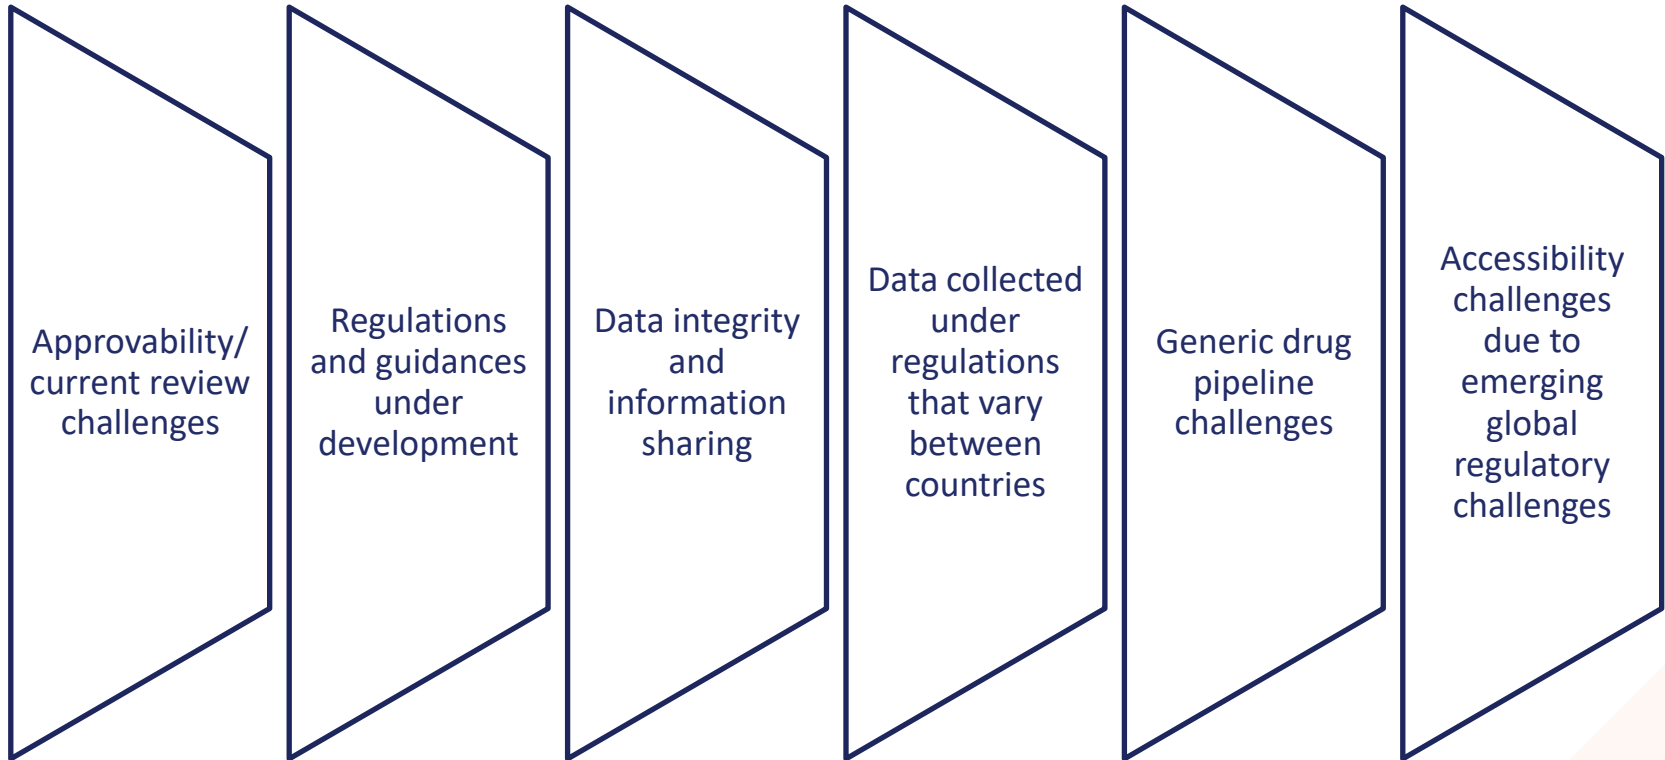 Approvability/
current review
challenges
Regulations
and guidances
under
development
Data integrity
and
information
sharing
Data collected
under
regulations
that vary
between
countries
Generic drug
pipeline
challenges
Accessibility
challenges
due to
emerging
global
regulatory
challenges